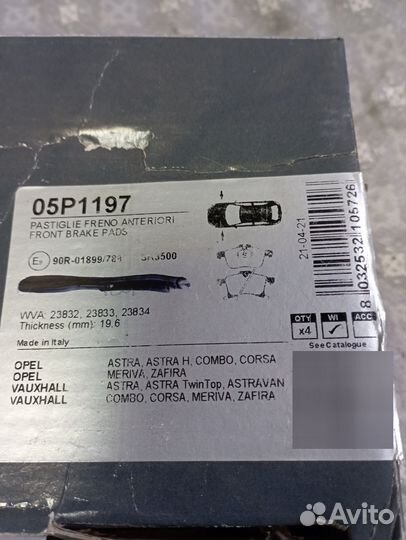 05P1197
PASTIGLIE FRENO ANTERIORI
FRONT BRAKE PADS
90R-01899/784 SA3500
WVA: 23832, 23833, 23834
Thickness (mm): 19,6
Made in Italy
OPEL ASTRA, ASTRA H, COMBO, CORSA
OPEL MERIVA, ZAFIRA
VAUXHALL ASTRA, ASTRA TwinTop, ASTRAVAN
VAUXHALL COMBO, CORSA, MERIVA, ZAFIRA
21-04-21
8 032532 105726
QTY WI ACC
x4
See Catalogue
Avito